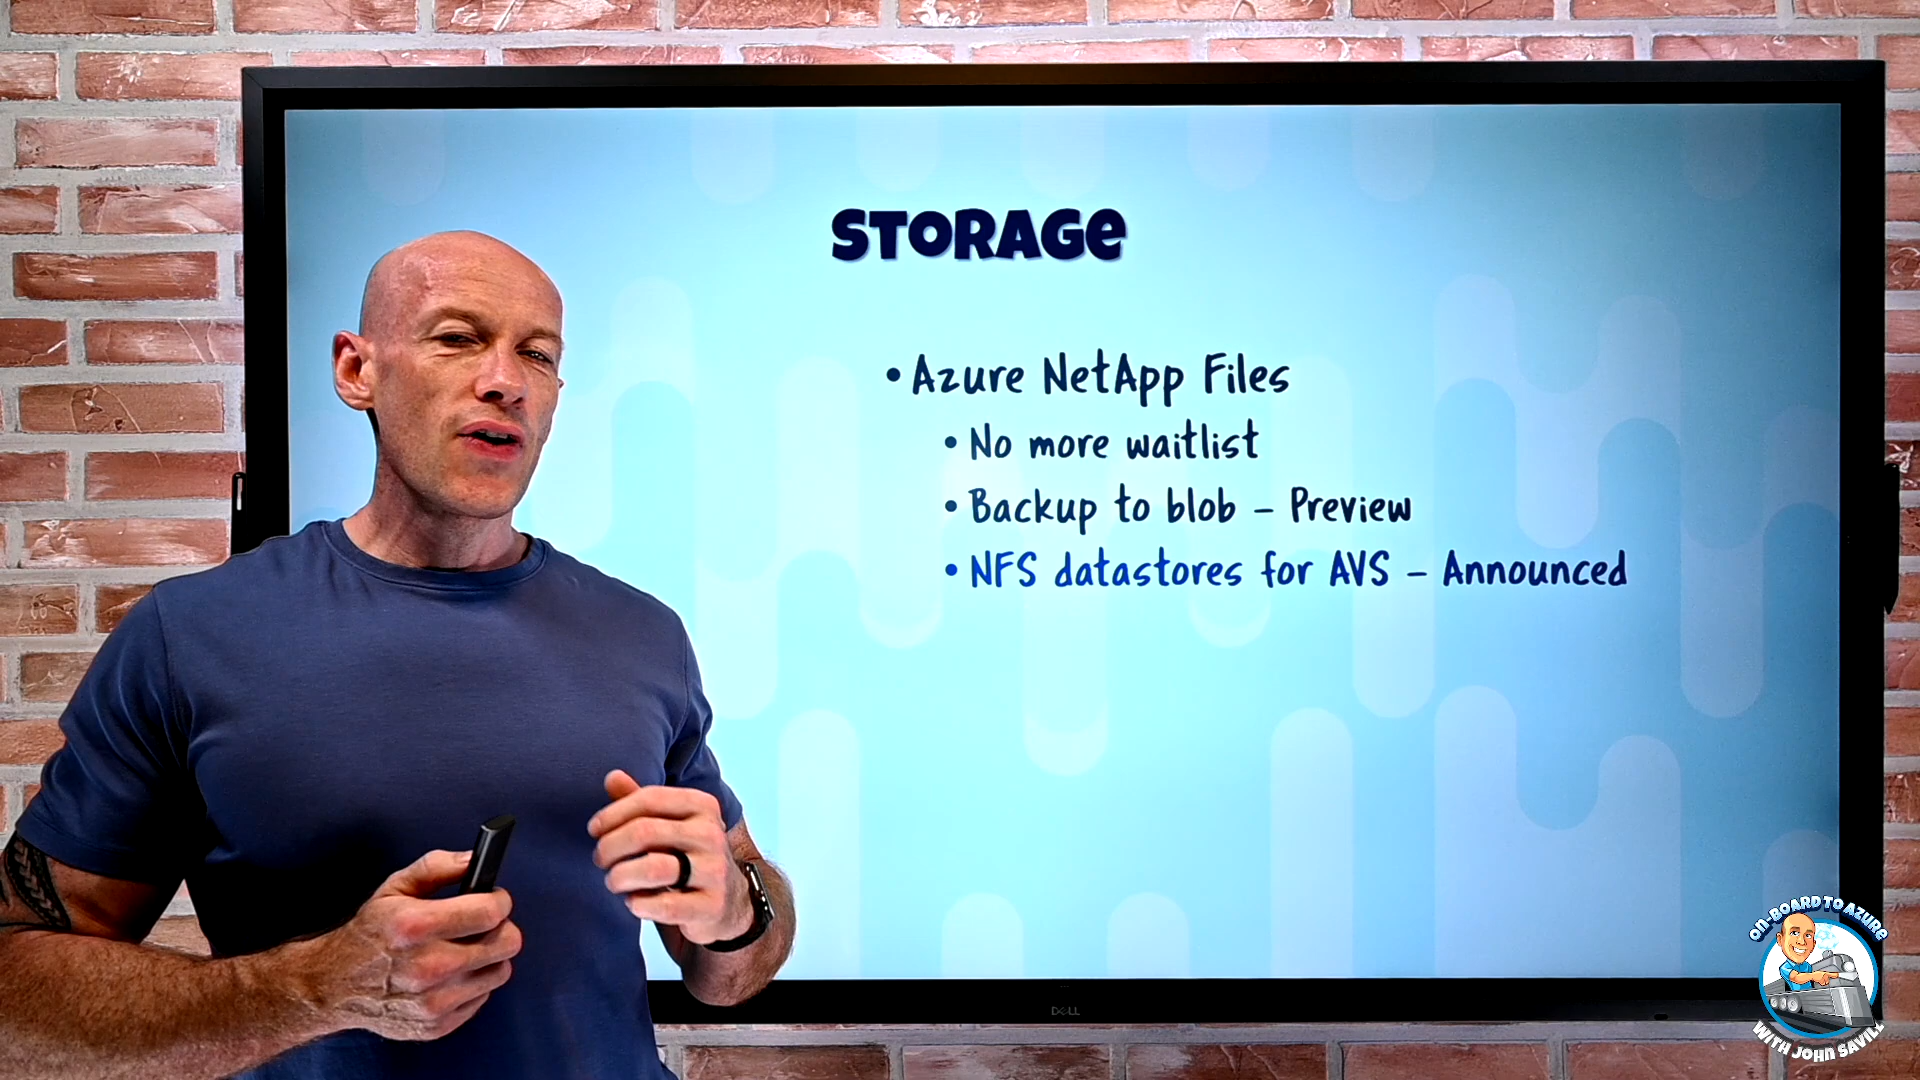 STORAGE
•Azure NetApp Files
•No more waitlist
•Backup to blob – Preview
•NFS datastores for AVS – Announced
DELL
ON-BOARD TO AZURE
WITH JOHN SAVILL